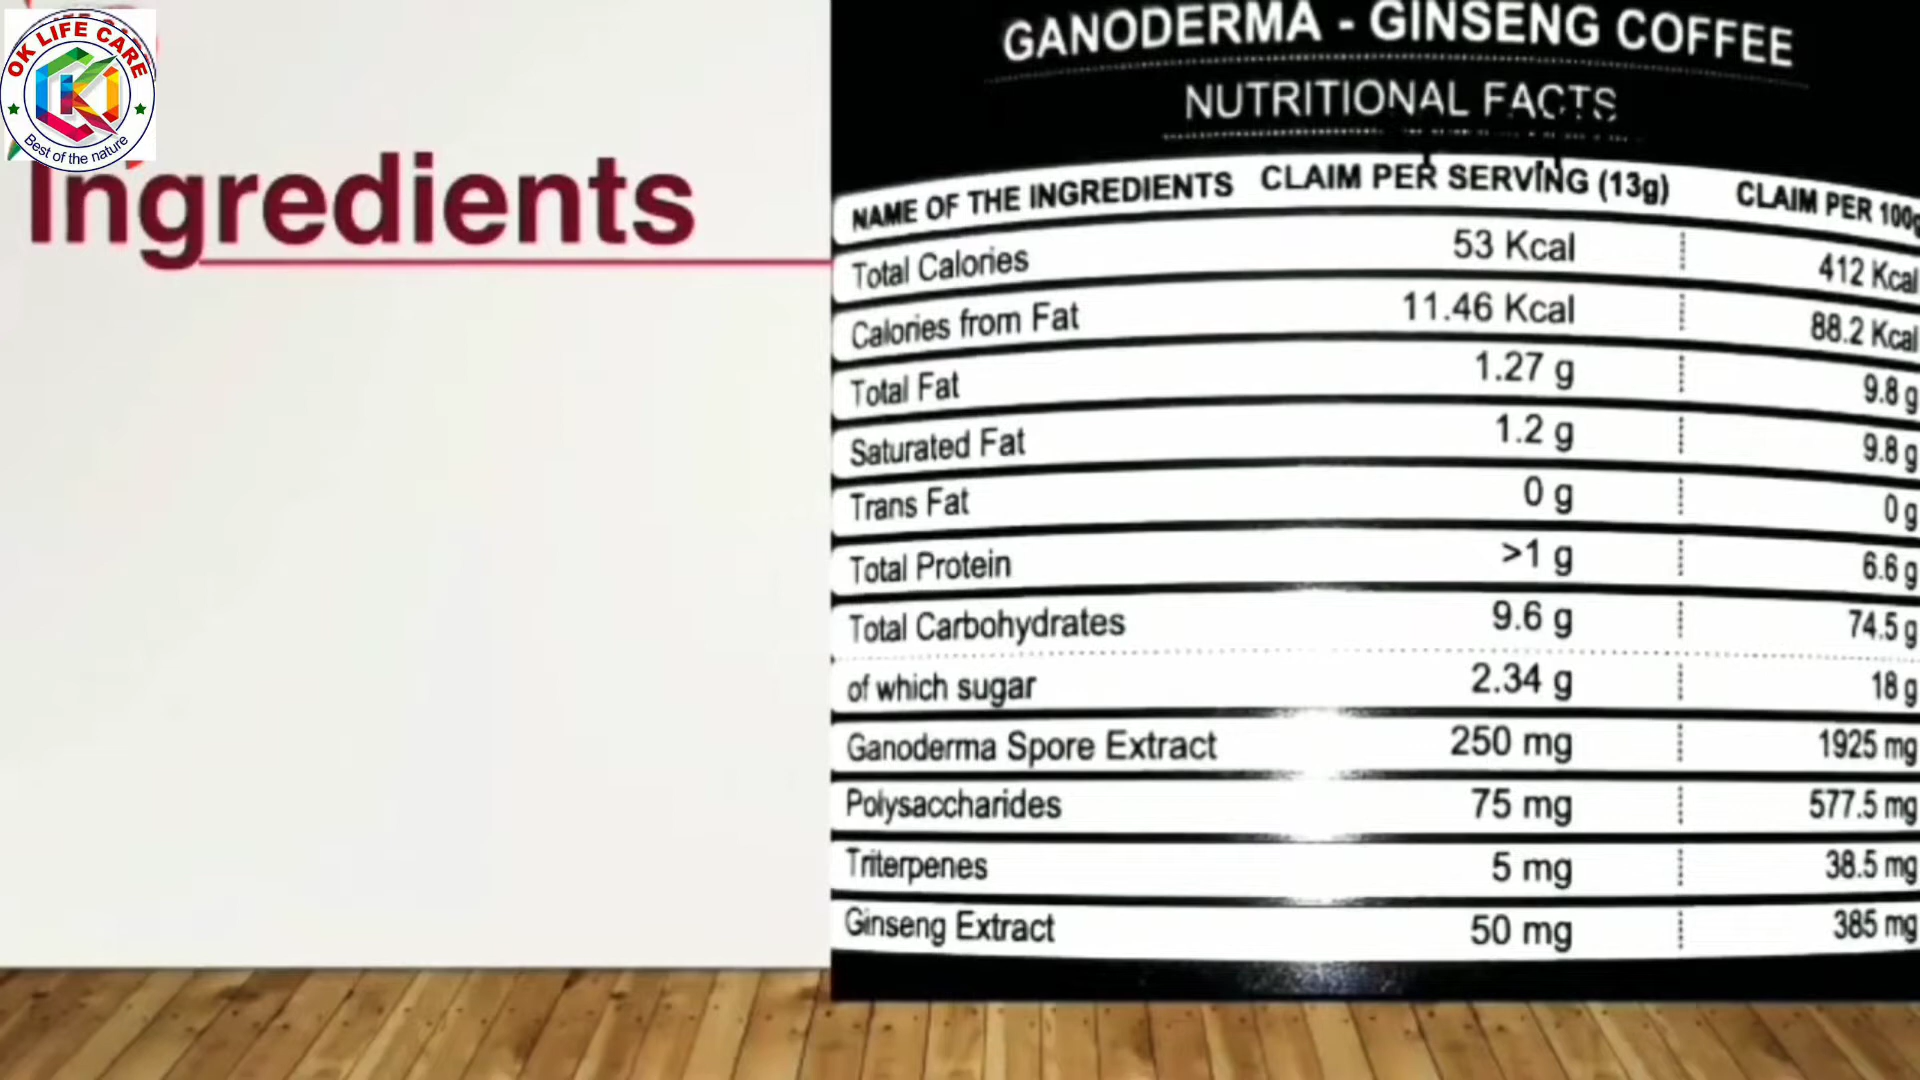 OK LIFE CARE
Best of the nature
Ingredients
GANODERMA - GINSENG COFFEE
NUTRITIONAL FACTS
NAME OF THE INGREDIENTS CLAIM PER SERVING (13g) CLAIM PER 100g
Total Calories 53 Kcal 412 Kcal
Calories from Fat 11.46 Kcal 88.2 Kcal
Total Fat 1.27 g 9.8 g
Saturated Fat 1.2 g 9.8 g
Trans Fat 0 g 0 g
Total Protein >1 g 6.6 g
Total Carbohydrates 9.6 g 74.5 g
of which sugar 2.34 g 18 g
Ganoderma Spore Extract 250 mg 1925 mg
Polysaccharides 75 mg 577.5 mg
Triterpenes 5 mg 38.5 mg
Ginseng Extract 50 mg 385 mg